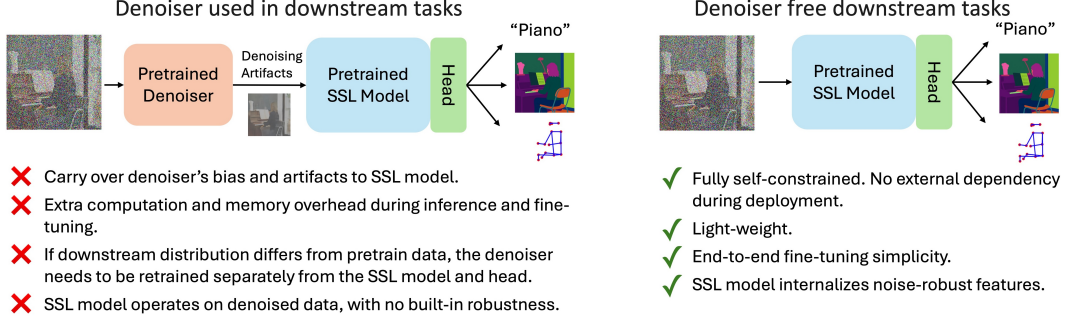 Denoiser used in downstream tasks
Pretrained
Denoiser
Denoising
Artifacts
Pretrained
SSL Model
Head
“Piano”
Carry over denoiser’s bias and artifacts to SSL model.
Extra computation and memory overhead during inference and fine-
tuning.
If downstream distribution differs from pretrain data, the denoiser
needs to be retrained separately from the SSL model and head.
SSL model operates on denoised data, with no built-in robustness.
Denoiser free downstream tasks
Pretrained
SSL Model
Head
“Piano”
Fully self-constrained. No external dependency
during deployment.
Light-weight.
End-to-end fine-tuning simplicity.
SSL model internalizes noise-robust features.